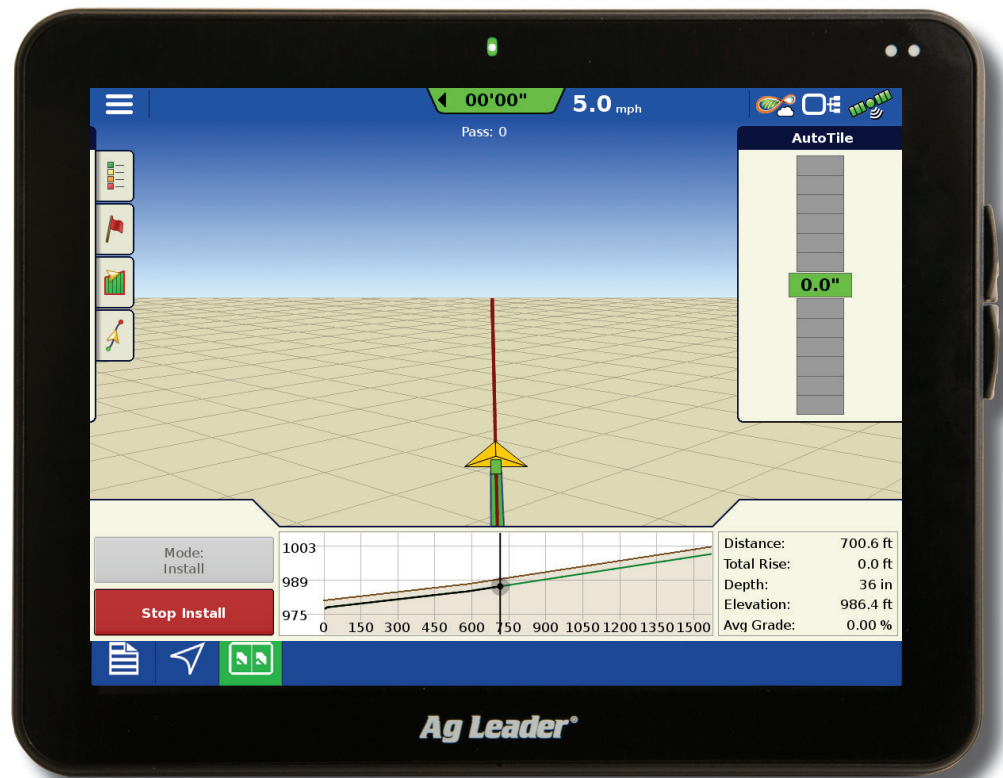 00'00"
5.0 mph
Pass: 0
AutoTile
0.0"
Mode:
Install
Stop Install
1003
989
975
0 150 300 450 600 750 900 1050 1200 1350 1500
Distance: 700.6 ft
Total Rise: 0.0 ft
Depth: 36 in
Elevation: 986.4 ft
Avg Grade: 0.00 %
Ag Leader®